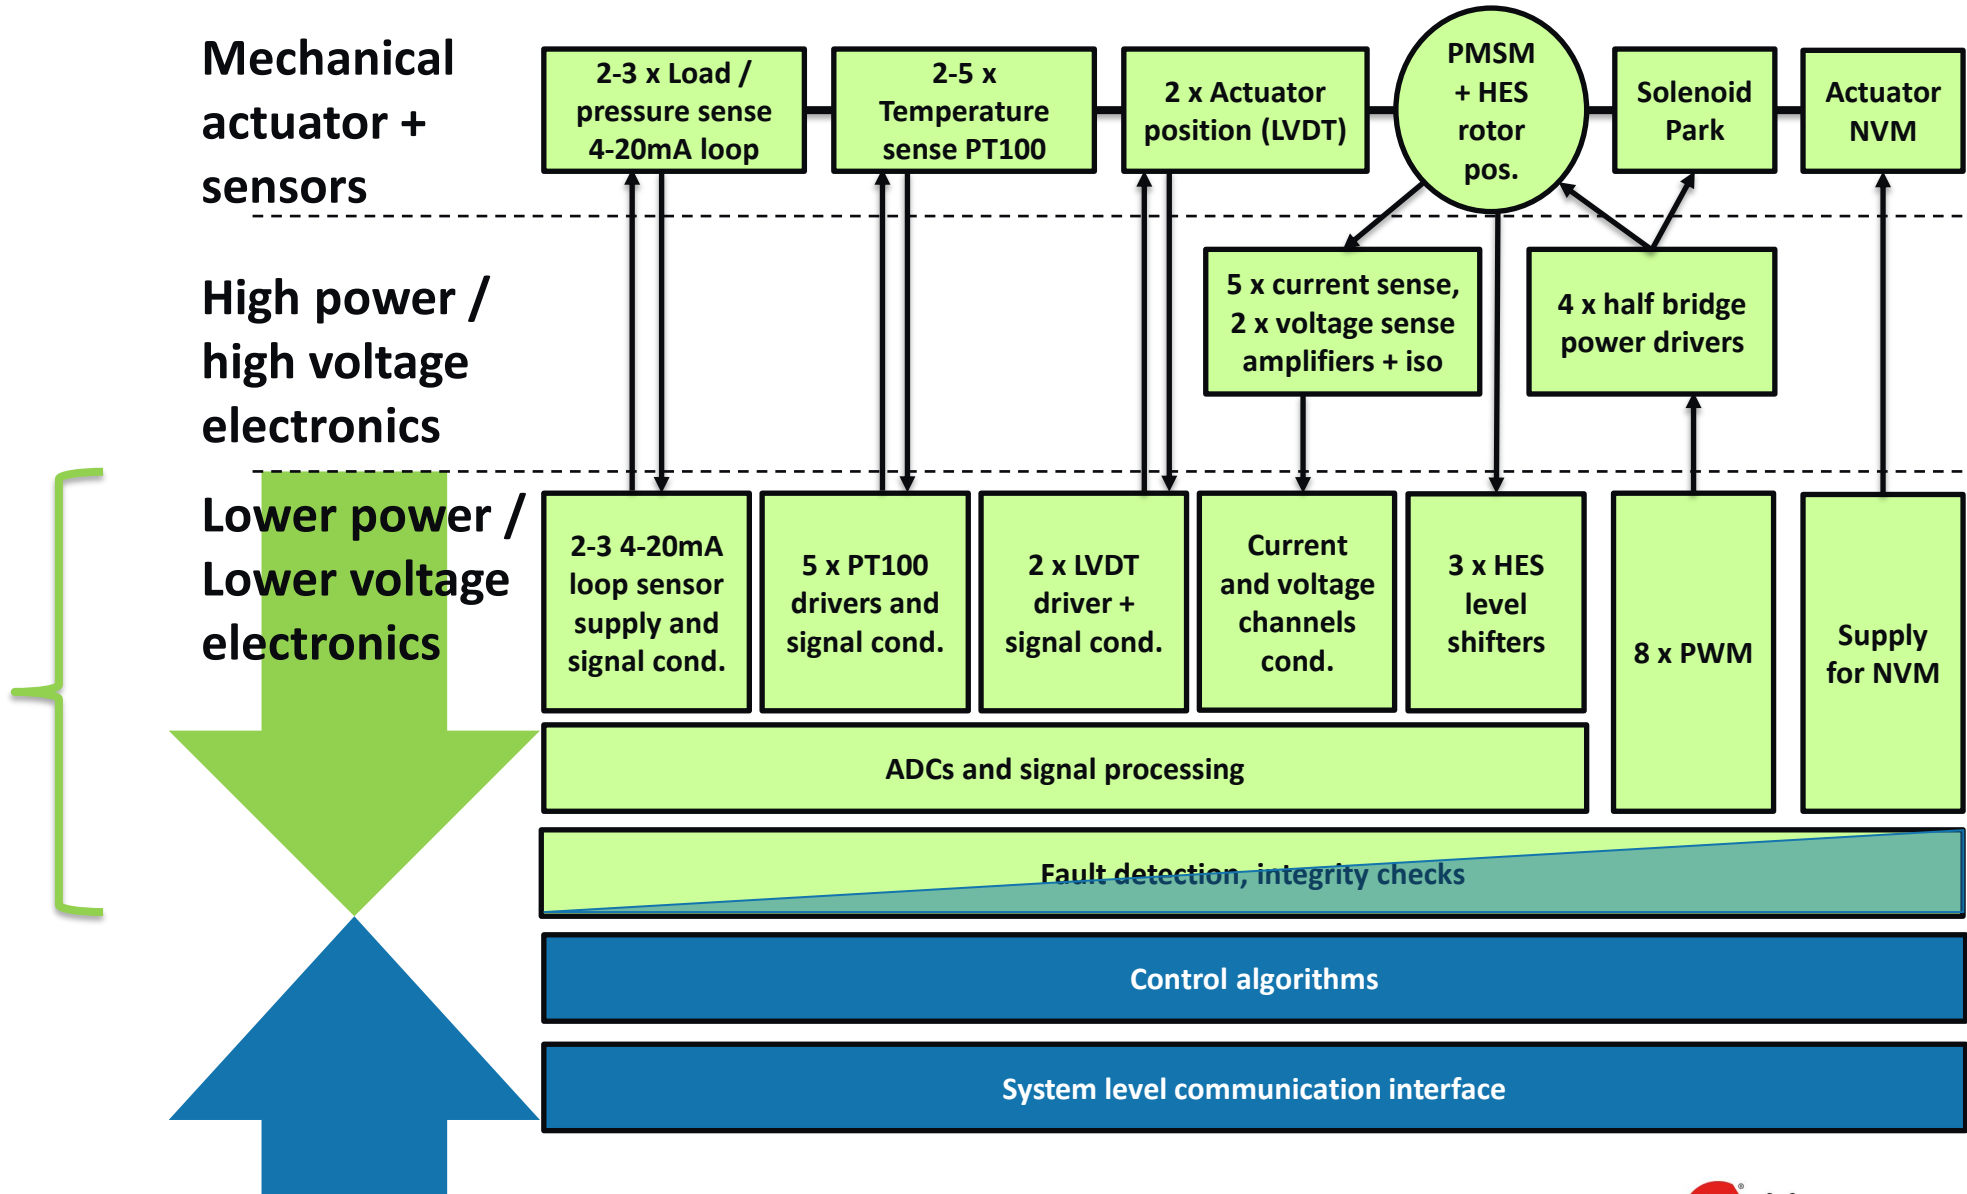 Mechanical
actuator +
sensors
2-3 x Load /
pressure sense
4-20mA loop
2-5 x
Temperature
sense PT100
2 x Actuator
position (LVDT)
PMSM
+ HES
rotor
pos.
Solenoid
Park
Actuator
NVM
High power /
high voltage
electronics
5 x current sense,
2 x voltage sense
amplifiers + iso
4 x half bridge
power drivers
Lower power /
Lower voltage
electronics
2-3 4-20mA
loop sensor
supply and
signal cond.
5 x PT100
drivers and
signal cond.
2 x LVDT
driver +
signal cond.
Current
and voltage
channels
cond.
3 x HES
level
shifters
8 x PWM
Supply
for NVM
ADCs and signal processing
Fault detection, integrity checks
Control algorithms
System level communication interface